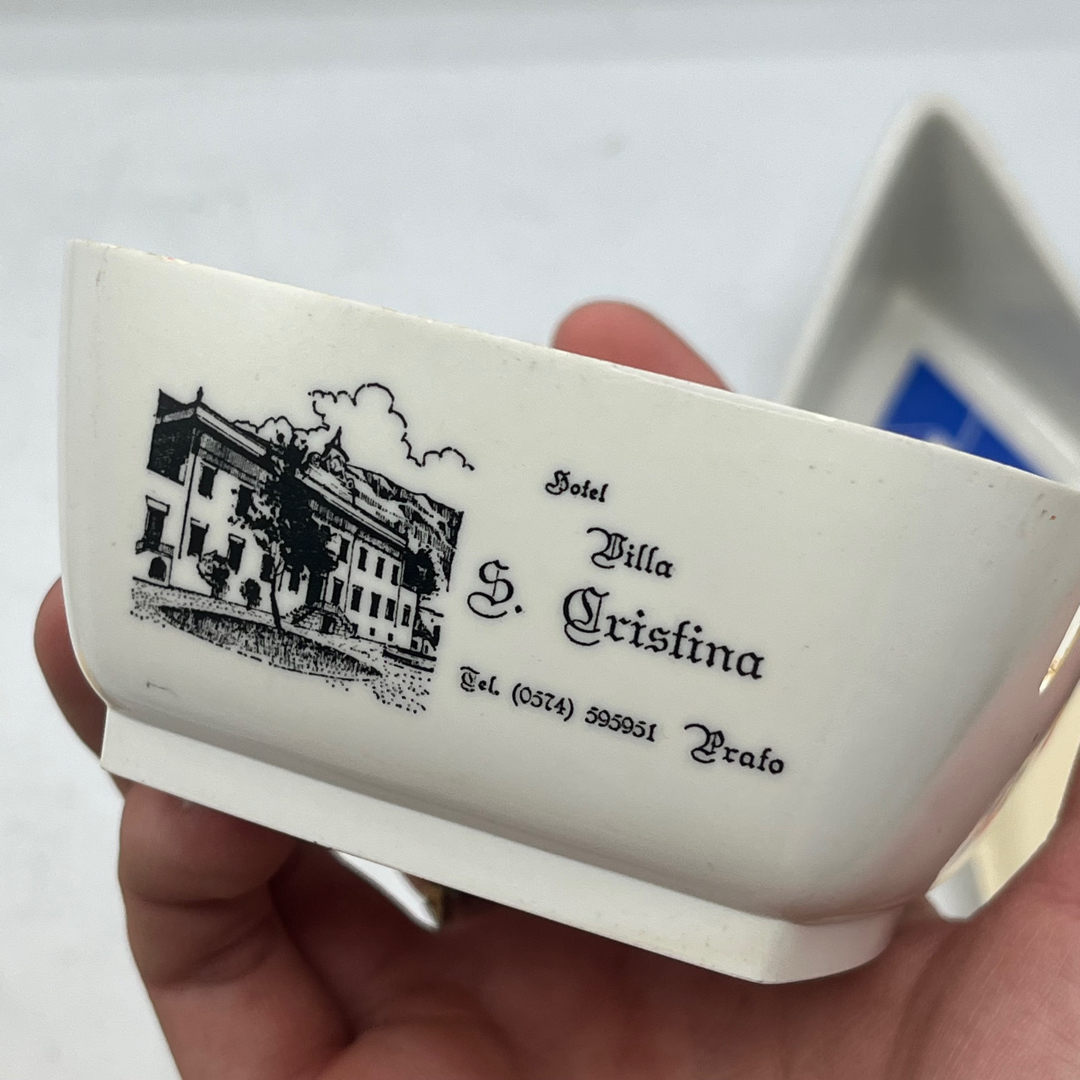 Hotel
Villa
S. Cristina
Tel. (0574) 595951 Prato